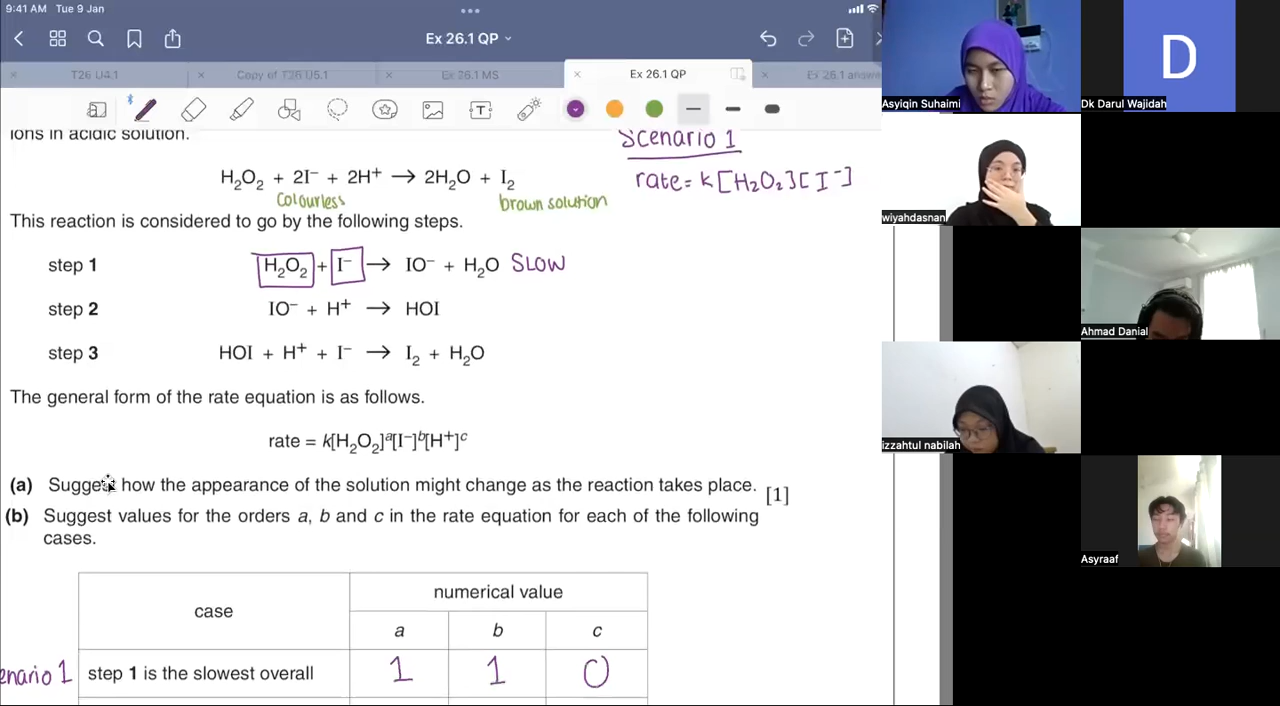 9:41 AM Tue 9 Jan
Ex 26.1 QP
T26 U4.1
Copy of T26 U5.1
Ex 26.1 MS
Ex 26.1 QP
Ex 26.1 answe
ions in acidic solution.
Scenario 1
rate = k[H₂O₂][I⁻]
H₂O₂ + 2I⁻ + 2H⁺ → 2H₂O + I₂
Colourless
brown solution
This reaction is considered to go by the following steps.
step 1 H₂O₂ + I⁻ → IO⁻ + H₂O SLOW
step 2 IO⁻ + H⁺ → HOI
step 3 HOI + H⁺ + I⁻ → I₂ + H₂O
The general form of the rate equation is as follows.
rate = k[H₂O₂]ᵃ[I⁻]ᵇ[H⁺]ᶜ
(a) Suggest how the appearance of the solution might change as the reaction takes place. [1]
(b) Suggest values for the orders a, b and c in the rate equation for each of the following
cases.
case
numerical value
a b c
enario 1 step 1 is the slowest overall 1 1 0
Asyiqin Suhaimi
D
Dk Darul Wajidah
wiyahdasnan
Ahmad Danial
izzahtul nabilah
Asyraaf